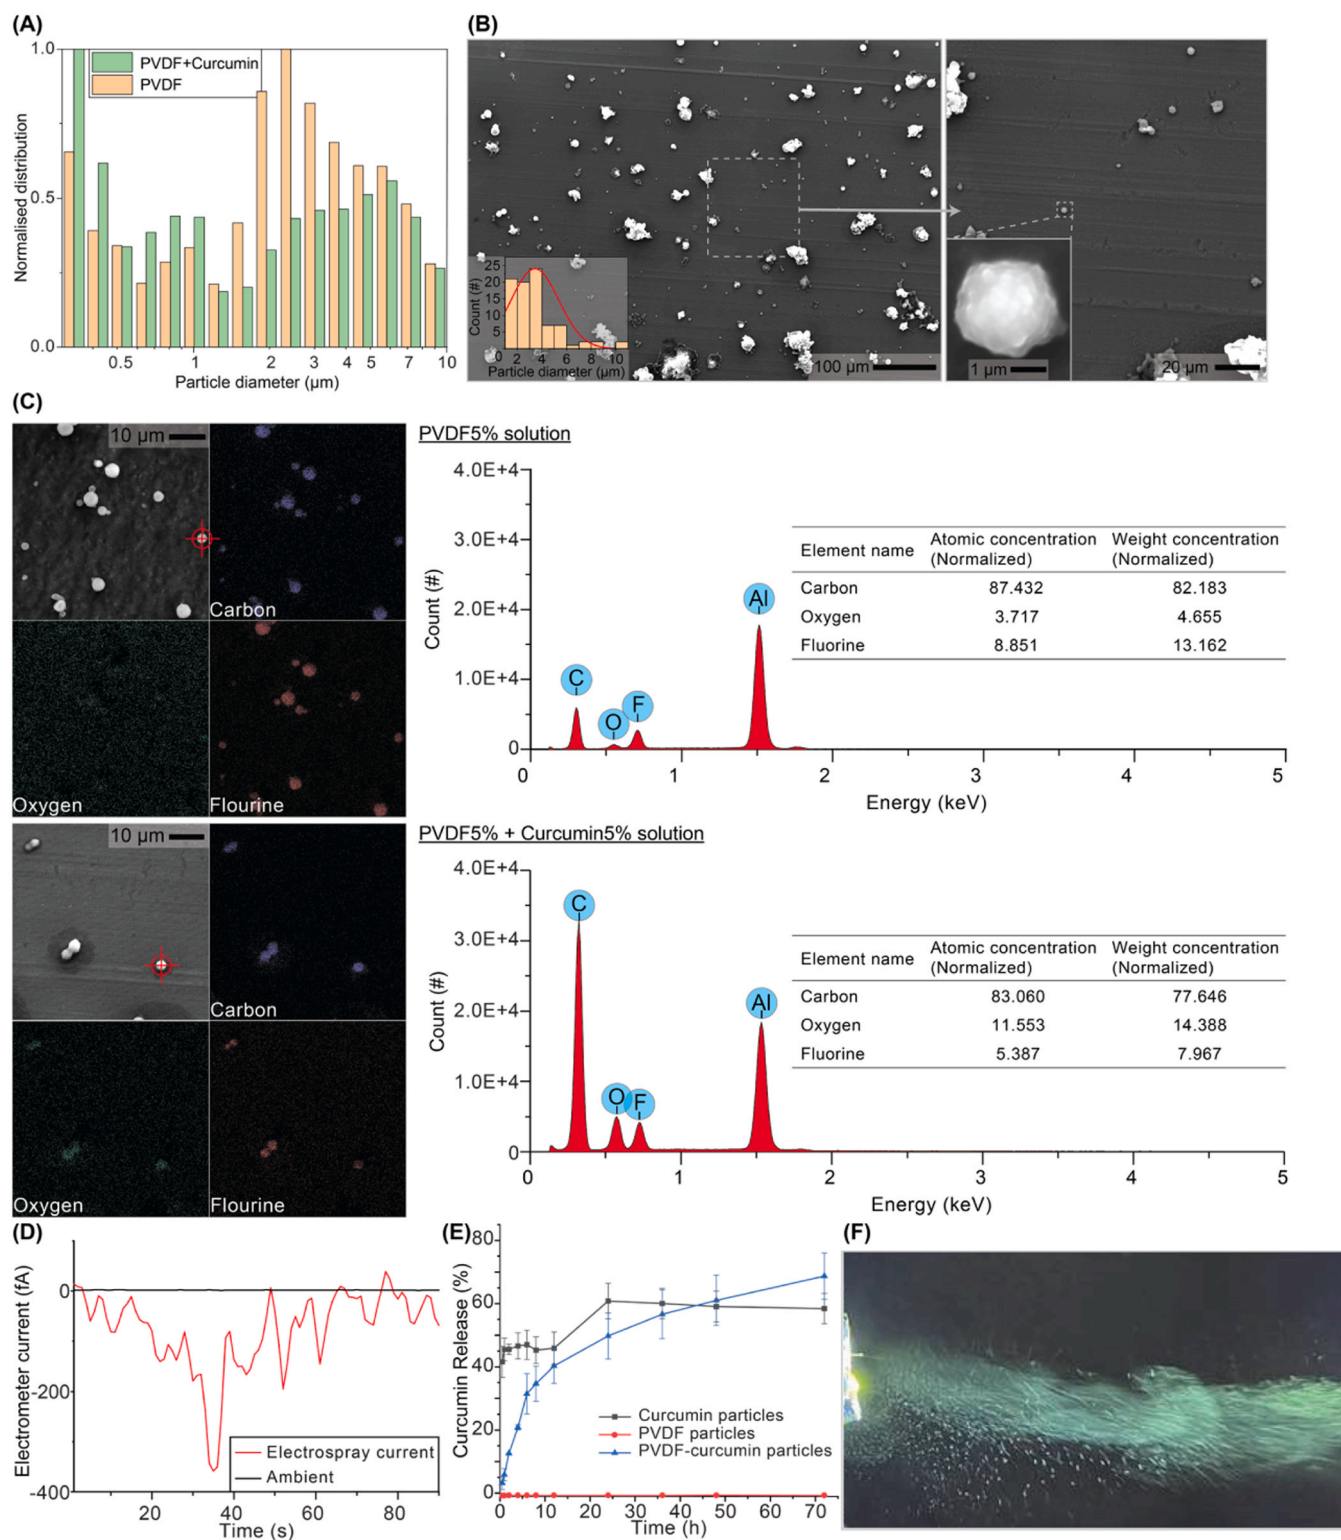 (A)
1.0
0.5
0.0
Normalised distribution
PVDF+Curcumin
PVDF
0.5 1 2 3 4 5 7 10
Particle diameter (µm)
(B)
25
20
15
10
5
0
Count (#)
2 4 6 8 10
Particle diameter (µm)
100 µm
1 µm
20 µm
(C)
10 µm
Carbon
Oxygen
Flourine
PVDF5% solution
4.0E+4
3.0E+4
2.0E+4
1.0E+4
0
Count (#)
C
O
F
Al
0 1 2 3 4 5
Energy (keV)
Element name Atomic concentration (Normalized) Weight concentration (Normalized)
Carbon 87.432 82.183
Oxygen 3.717 4.655
Fluorine 8.851 13.162
10 µm
Carbon
Oxygen
Flourine
PVDF5% + Curcumin5% solution
4.0E+4
3.0E+4
2.0E+4
1.0E+4
0
Count (#)
C
O
F
Al
0 1 2 3 4 5
Energy (keV)
Element name Atomic concentration (Normalized) Weight concentration (Normalized)
Carbon 83.060 77.646
Oxygen 11.553 14.388
Fluorine 5.387 7.967
(D)
0
-200
-400
Electrometer current (fA)
Electrospray current
Ambient
20 40 60 80
Time (s)
(E)
80
60
40
20
0
Curcumin Release (%)
Curcumin particles
PVDF particles
PVDF-curcumin particles
0 10 20 30 40 50 60 70
Time (h)
(F)